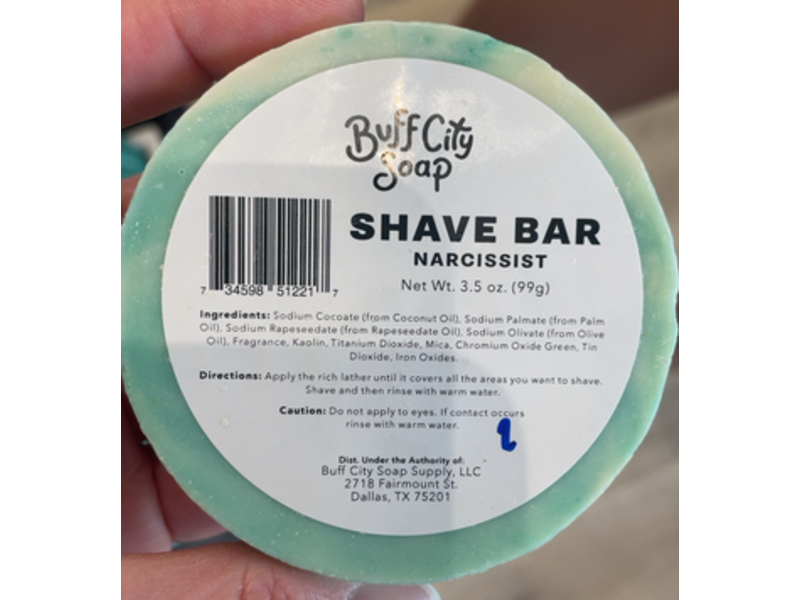 Buff City
Soap
SHAVE BAR
NARCISSIST
Net Wt. 3.5 oz. (99g)
7 34598 51221 7
Ingredients: Sodium Cocoate (from Coconut Oil), Sodium Palmate (from Palm
Oil), Sodium Rapeseedate (from Rapeseedate Oil), Sodium Olivate (from Olive
Oil), Fragrance, Kaolin, Titanium Dioxide, Mica, Chromium Oxide Green, Tin
Dioxide, Iron Oxides.
Directions: Apply the rich lather until it covers all the areas you want to shave.
Shave and then rinse with warm water.
Caution: Do not apply to eyes. If contact occurs
rinse with warm water.
Dist. Under the Authority of:
Buff City Soap Supply, LLC
2718 Fairmount St.
Dallas, TX 75201